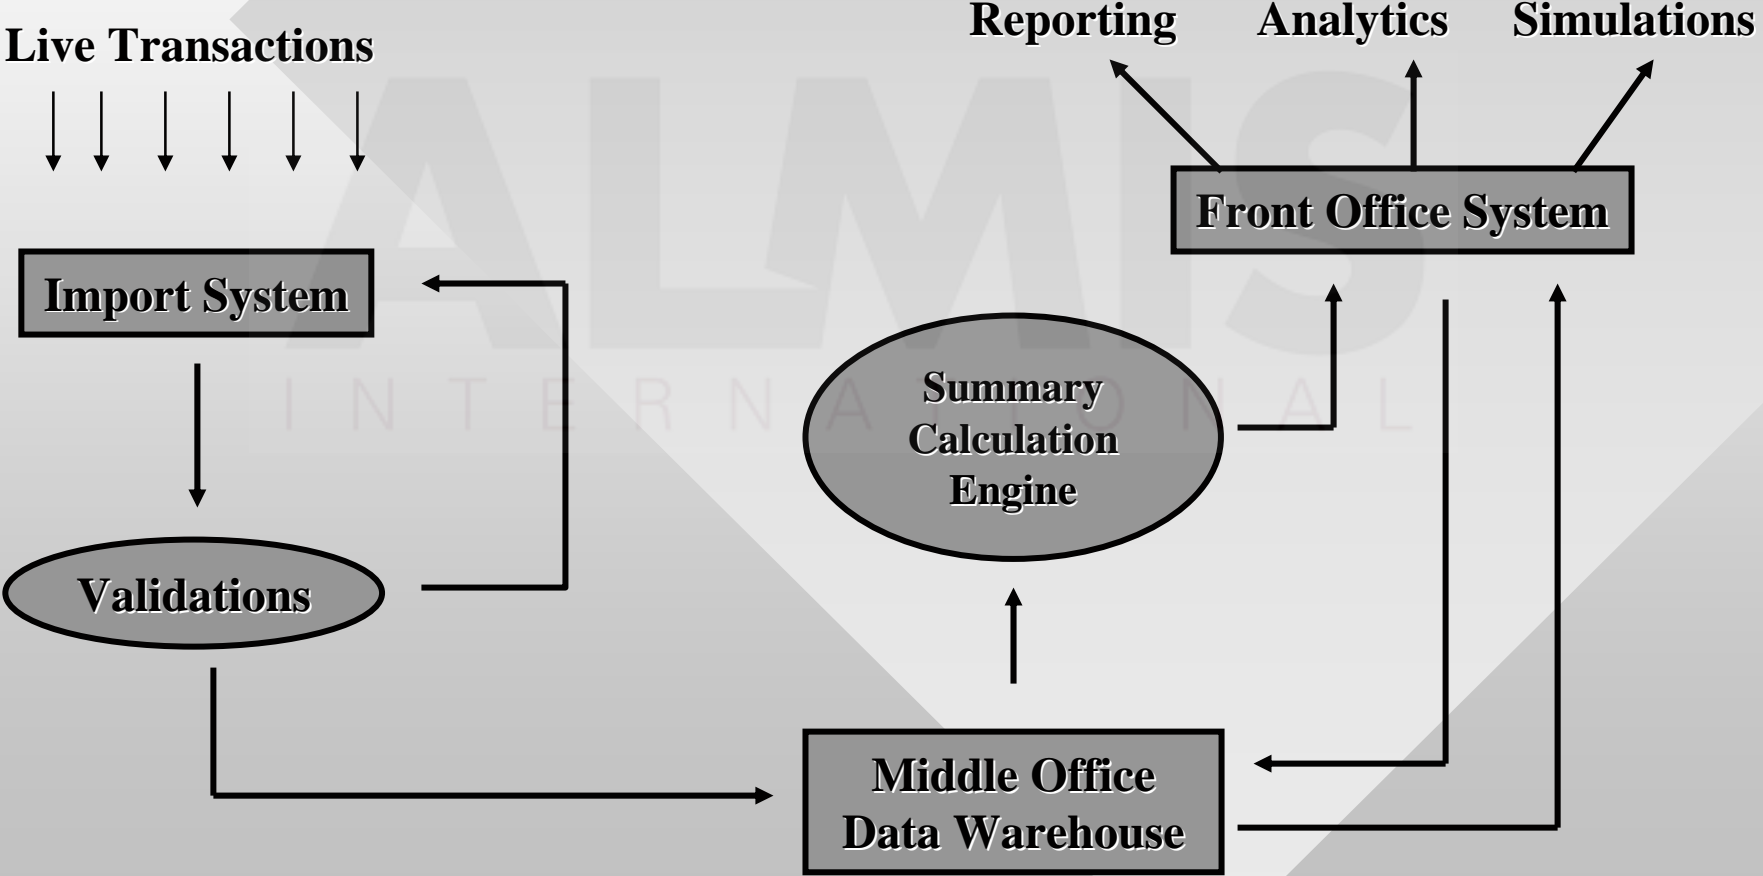 Reporting
Analytics
Simulations
Live Transactions
ALMIS
INTERNATIONAL
Front Office System
Import System
Summary
Calculation
Engine
Validations
Middle Office
Data Warehouse